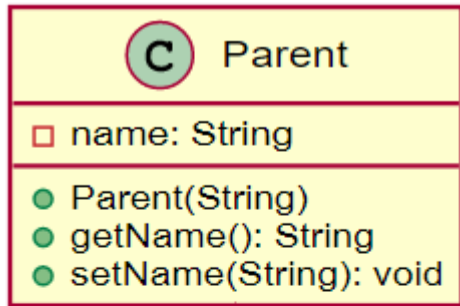 C Parent
name: String
Parent(String)
getName(): String
setName(String): void